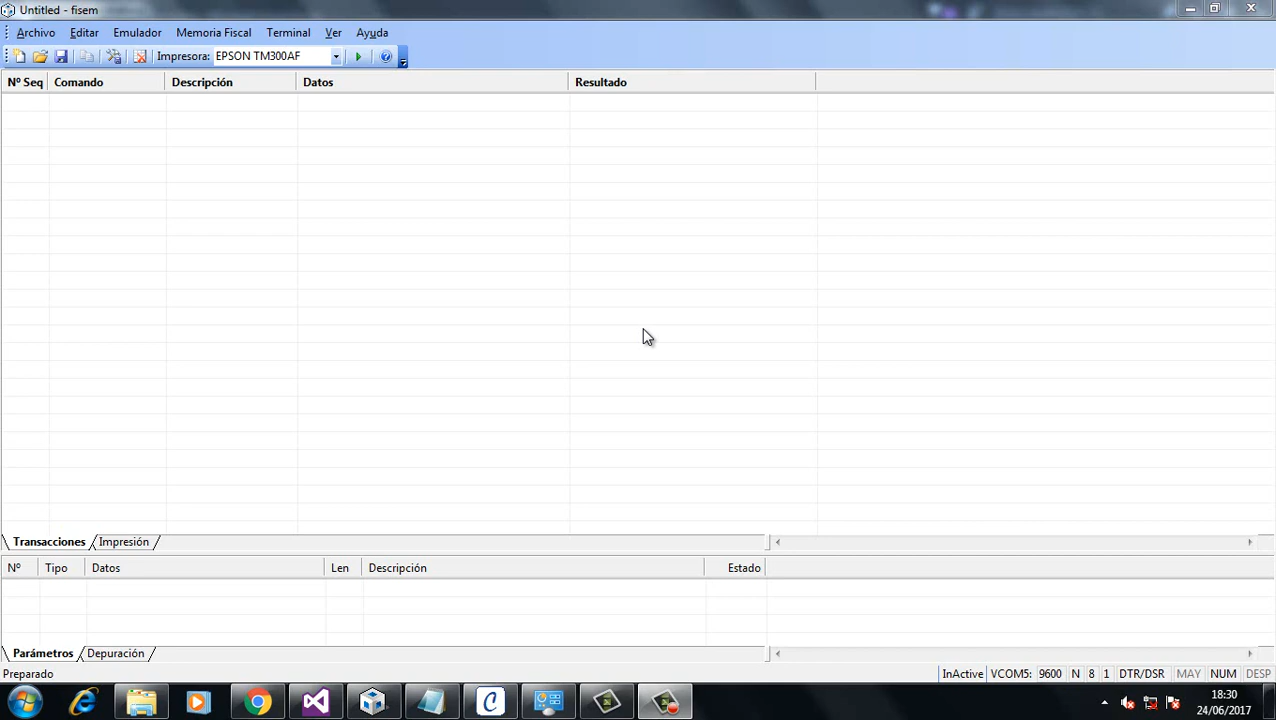 Untitled - fisem
Archivo Editar Emulador Memoria Fiscal Terminal Ver Ayuda
Impresora: EPSON TM300AF
Nº Seq Comando Descripción Datos Resultado
Transacciones Impresión
Nº Tipo Datos Len Descripción Estado
Parámetros Depuración
Preparado InActive VCOM5: 9600 N 8 1 DTR/DSR MAY NUM DESP
18:30
24/06/2017